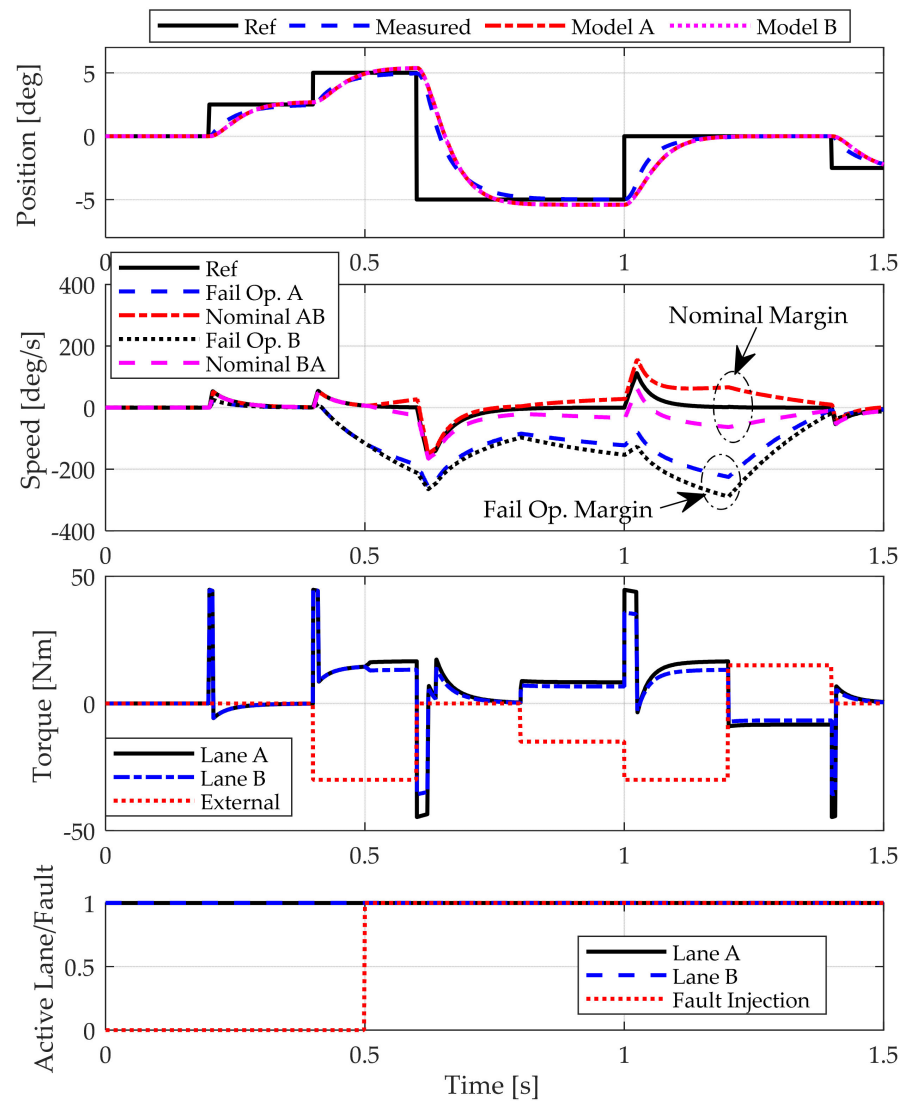 Ref Measured Model A Model B
Position [deg]
5
0
-5
0 0.5 1 1.5
Speed [deg/s]
400
200
0
-200
-400
Ref
Fail Op. A
Nominal AB
Fail Op. B
Nominal BA
Nominal Margin
Fail Op. Margin
0 0.5 1 1.5
Torque [Nm]
50
0
-50
Lane A
Lane B
External
0 0.5 1 1.5
Active Lane/Fault
1
0.5
0
Lane A
Lane B
Fault Injection
0 0.5 1 1.5
Time [s]